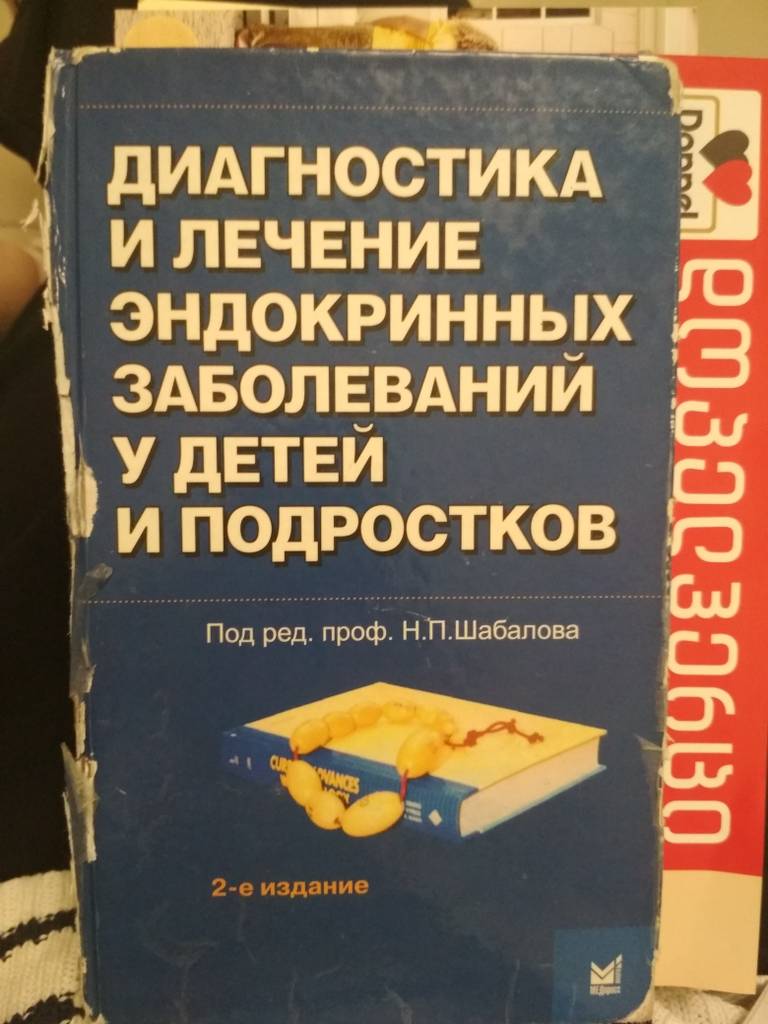 ДИАГНОСТИКА
И ЛЕЧЕНИЕ
ЭНДОКРИННЫХ
ЗАБОЛЕВАНИЙ
У ДЕТЕЙ
И ПОДРОСТКОВ
Под ред. проф. Н.П.Шабалова
2-е издание